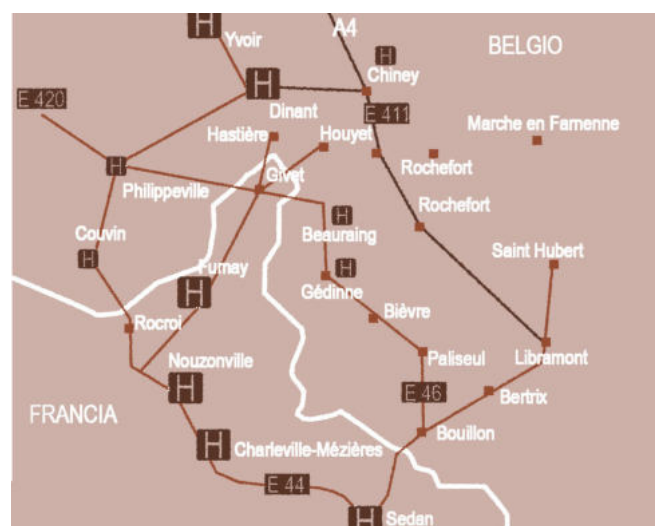 H
Yvoir
A4
BELGIO
H
Chiney
H
Dinant
E 420
E 411
Hastière
Houyet
Marche en Famenne
Rochefort
H
Philippeville
Givet
Rochefort
Couvin
H
Beauraing
H
Saint Hubert
Fumay
H
H
Gédinne
Bièvre
Rocroi
Nouzonville
H
Paliseul
Libramont
E 46
Bertrix
FRANCIA
Bouillon
H
Charleville-Mézières
E 44
H
Sedan